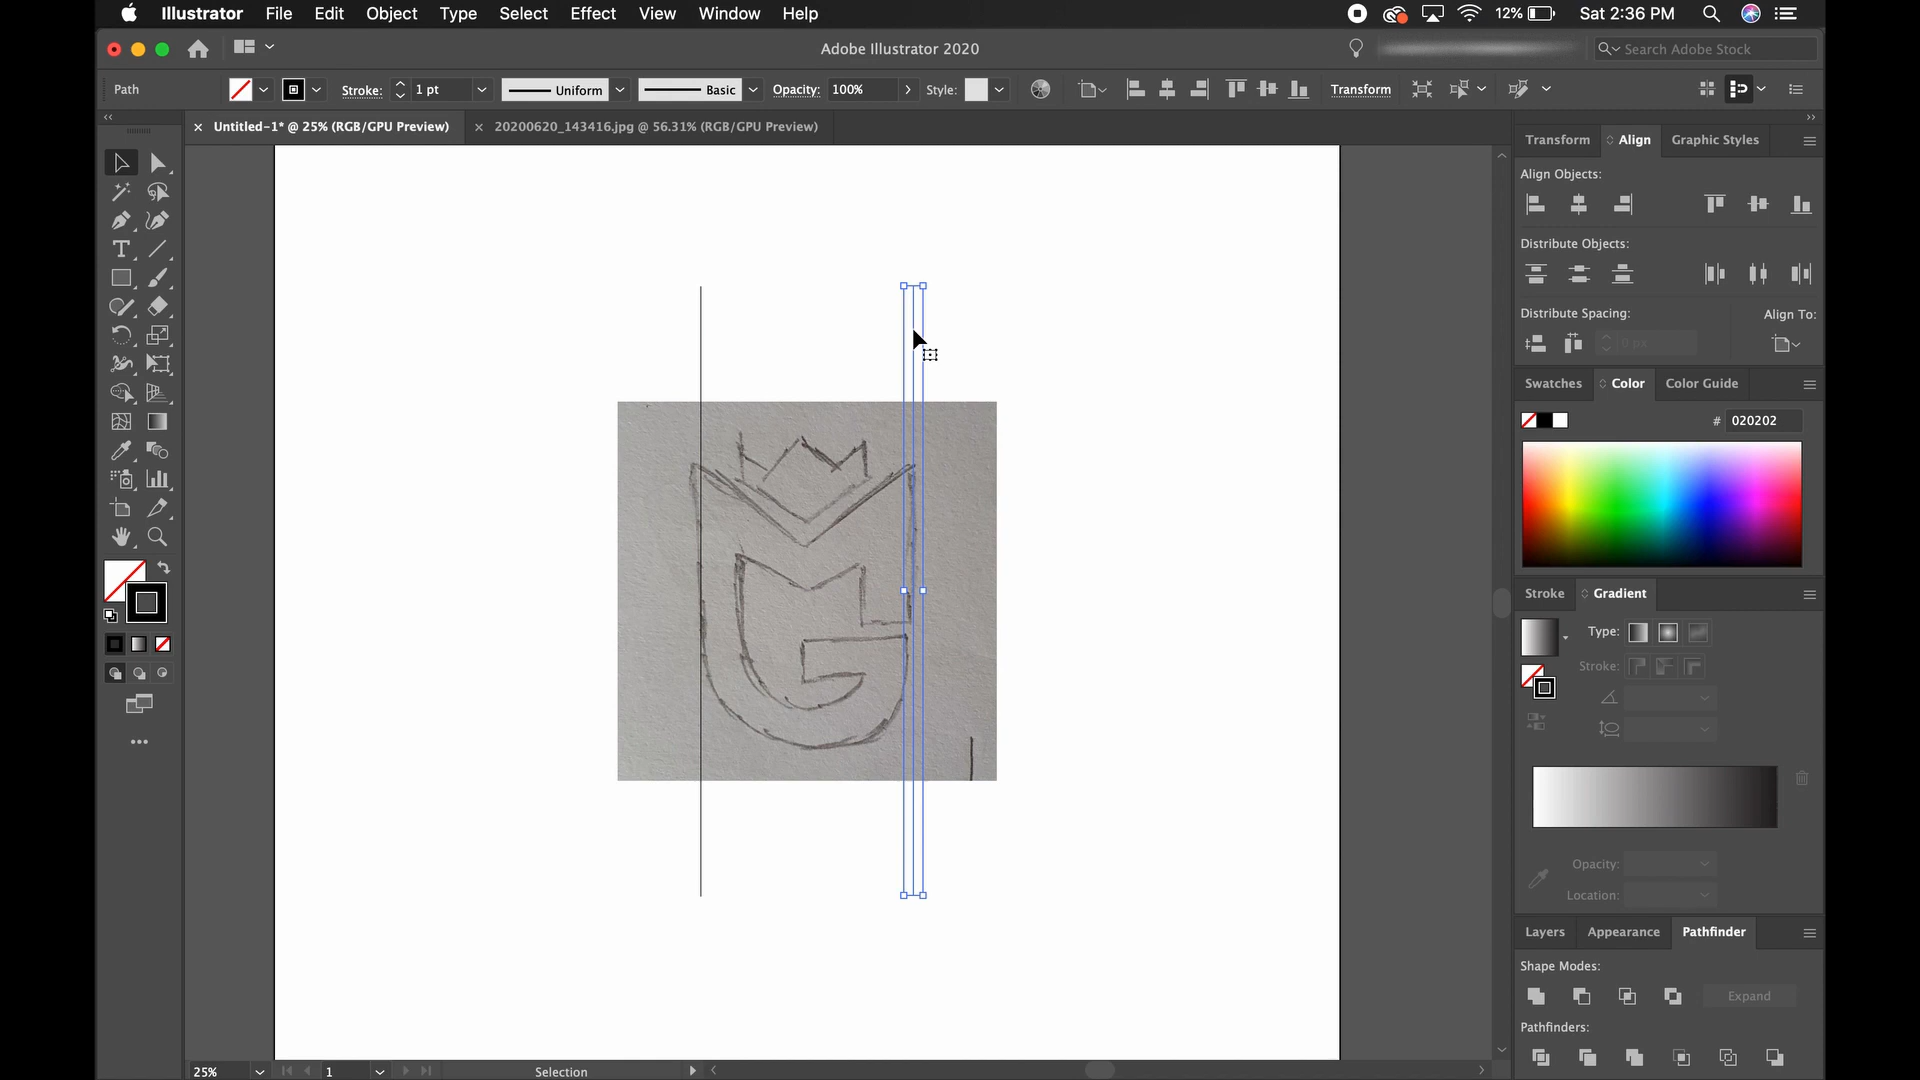 Illustrator File Edit Object Type Select Effect View Window Help
12% Sat 2:36 PM
Adobe Illustrator 2020
Search Adobe Stock
Path
Stroke: 1 pt Uniform Basic Opacity: 100% Style: Transform
Untitled-1* @ 25% (RGB/GPU Preview)
20200620_143416.jpg @ 56.31% (RGB/GPU Preview)
Transform Align Graphic Styles
Align Objects:
Distribute Objects:
Distribute Spacing: Align To:
0 px
Swatches Color Color Guide
# 020202
Stroke Gradient
Type:
Stroke:
Opacity:
Location:
Layers Appearance Pathfinder
Shape Modes:
Expand
Pathfinders:
25% 1 Selection